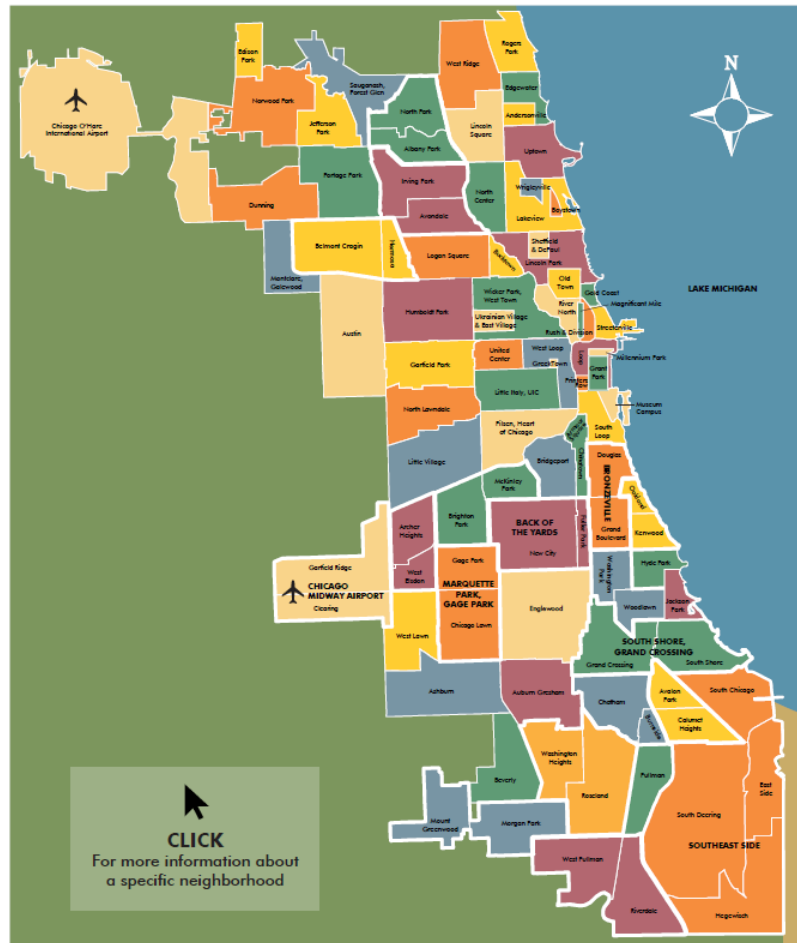 Rogers
Park
Edison
Park
West Ridge
N
Sauganash,
Forest Glen
Edgewater
Norwood Park
North Park
Andersonville
Chicago O'Hare
International Airport
Jefferson
Park
Lincoln
Square
Albany Park
Uptown
Portage Park
Irving Park
Wrigleyville
North
Center
Dunning
Boystown
Avondale
Lakeview
Belmont Cragin
Hermosa
Logan Square
Bucktown
Sheffield
& DePaul
Lincoln Park
Montclare,
Galewood
Old
Town
LAKE MICHIGAN
Wicker Park,
West Town
Gold Coast
River
North
Magnificent Mile
Humboldt Park
Ukrainian Village
& East Village
Streeterville
Austin
Rush & Division
United
Center
West Loop
Loop
Millennium Park
GreekTown
Garfield Park
Grant
Park
Printers
Row
Little Italy, UIC
Museum
Campus
North Lawndale
Pilsen, Heart
of Chicago
South
Loop
Little Village
Bridgeport
Chinatown
Douglas
BRONZEVILLE
McKinley
Park
Oakland
Archer
Heights
Brighton
Park
BACK OF
THE YARDS
Fuller Park
Grand
Boulevard
Kenwood
New City
Garfield Ridge
Gage Park
Hyde Park
West
Elsdon
Washington
Park
CHICAGO
MIDWAY AIRPORT
MARQUETTE
PARK,
GAGE PARK
Clearing
Englewood
Woodlawn
Jackson
Park
Chicago Lawn
West Lawn
SOUTH SHORE,
GRAND CROSSING
Grand Crossing
South Shore
Ashburn
Auburn Gresham
Chatham
Avalon
Park
South Chicago
Burnside
Calumet
Heights
Washington
Heights
Beverly
Pullman
East
Side
Roseland
South Deering
Mount
Greenwood
Morgan Park
SOUTHEAST SIDE
West Pullman
Riverdale
Hegewisch
CLICK
For more information about
a specific neighborhood